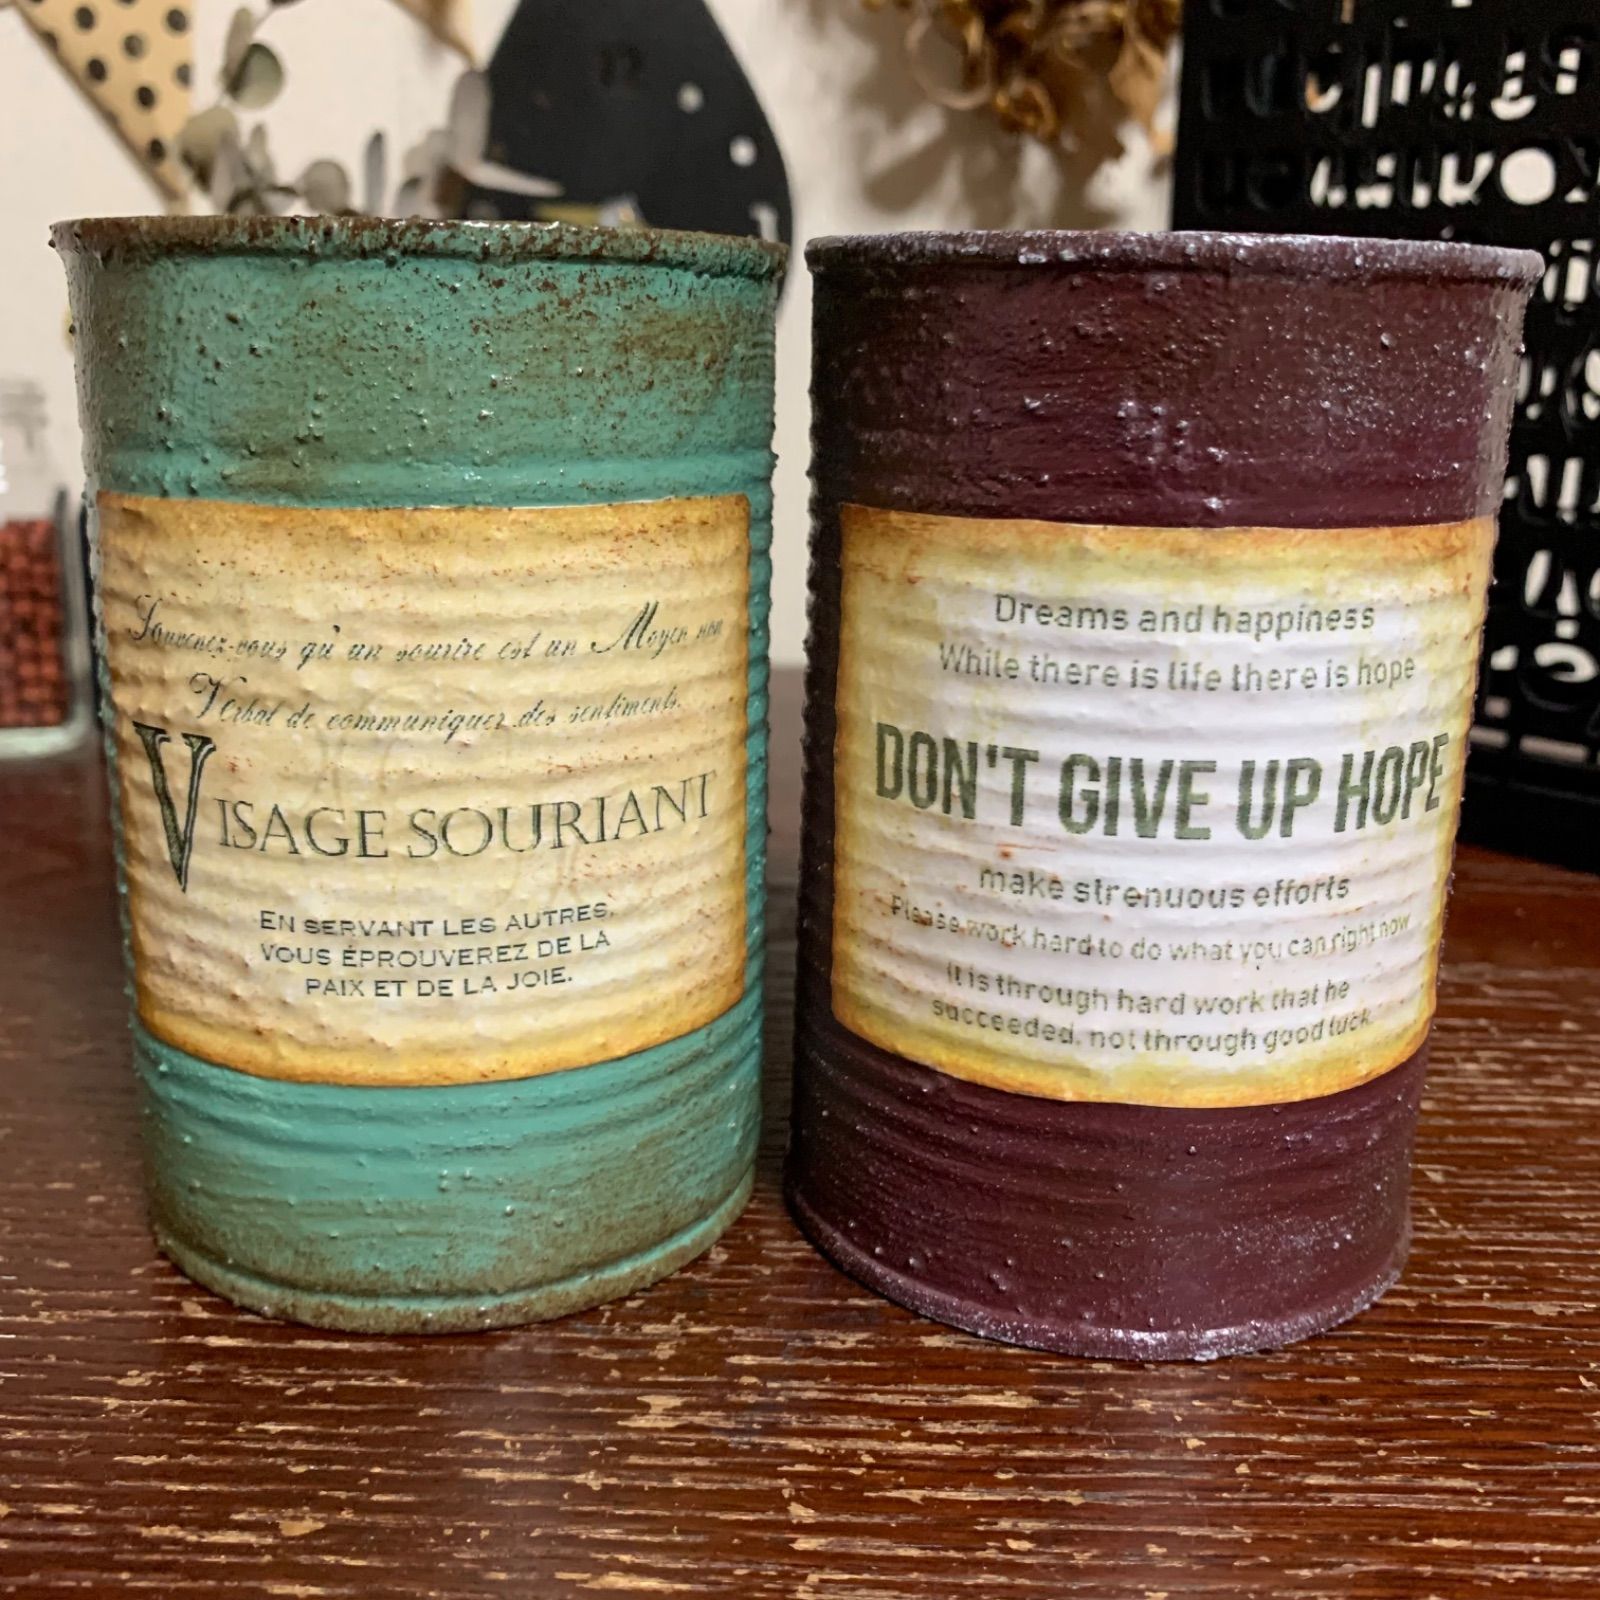 Souvenez-vous qu'un sourire est un Moyen non
Verbal de communiquer des sentiments.
VISAGE SOURIANT
EN SERVANT LES AUTRES,
VOUS ÉPROUVEREZ DE LA
PAIX ET DE LA JOIE.
Dreams and happiness
While there is life there is hope
DON'T GIVE UP HOPE
make strenuous efforts
Please work hard to do what you can right now
It is through hard work that he
succeeded, not through good luck.